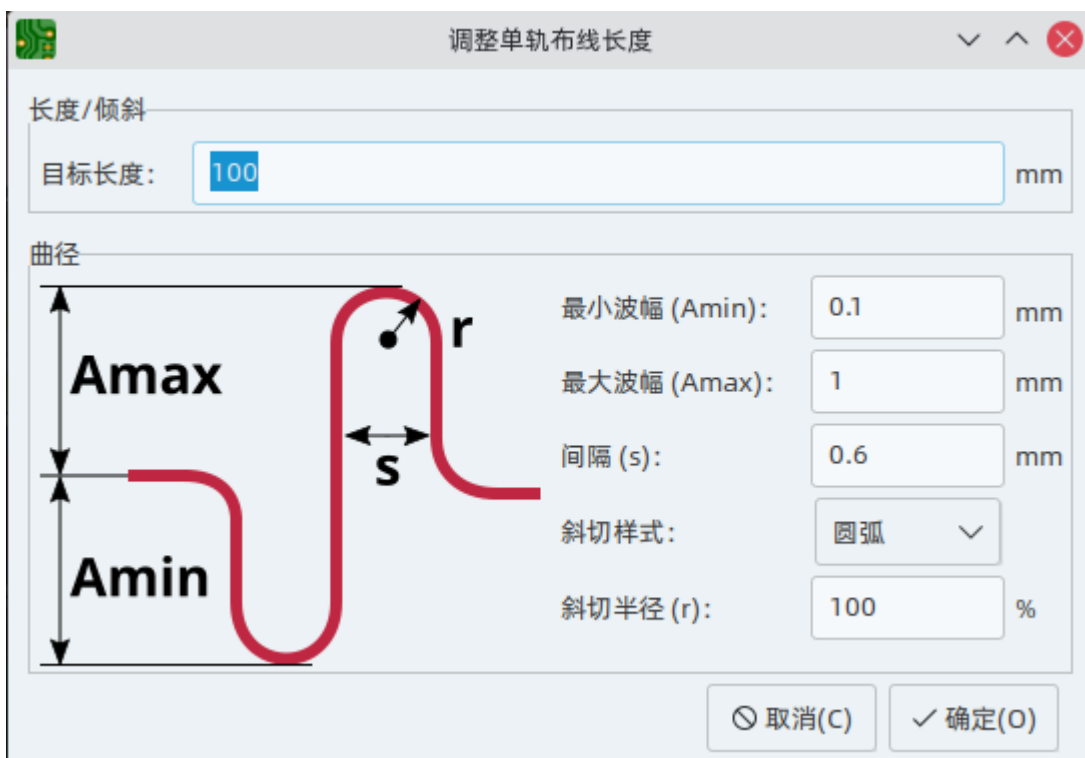 调整单轨布线长度
长度/倾斜
目标长度: 100 mm
曲径
Amax
r
s
Amin
最小波幅 (Amin): 0.1 mm
最大波幅 (Amax): 1 mm
间隔 (s): 0.6 mm
斜切样式: 圆弧
斜切半径 (r): 100 %
取消(C) 确定(O)